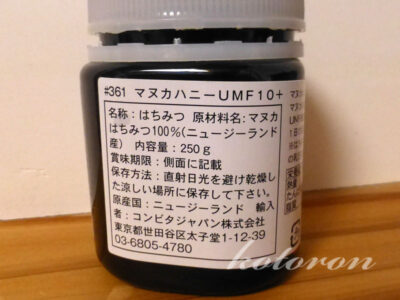 #361 マヌカハニーUMF10+
名称：はちみつ 原材料名：マヌカ
はちみつ100%（ニュージーランド
産） 内容量：250g
賞味期限：側面に記載
保存方法：直射日光を避け乾燥し
た涼しい場所に保存して下さい。
原産国：ニュージーランド 輸入
者：コンビタジャパン株式会社
東京都世田谷区太子堂1-12-39
03-6805-4780
kotoron